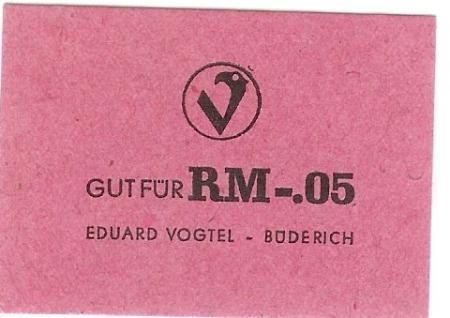 GUT FÜR RM-.05
EDUARD VOGTEL - BÜDERICH